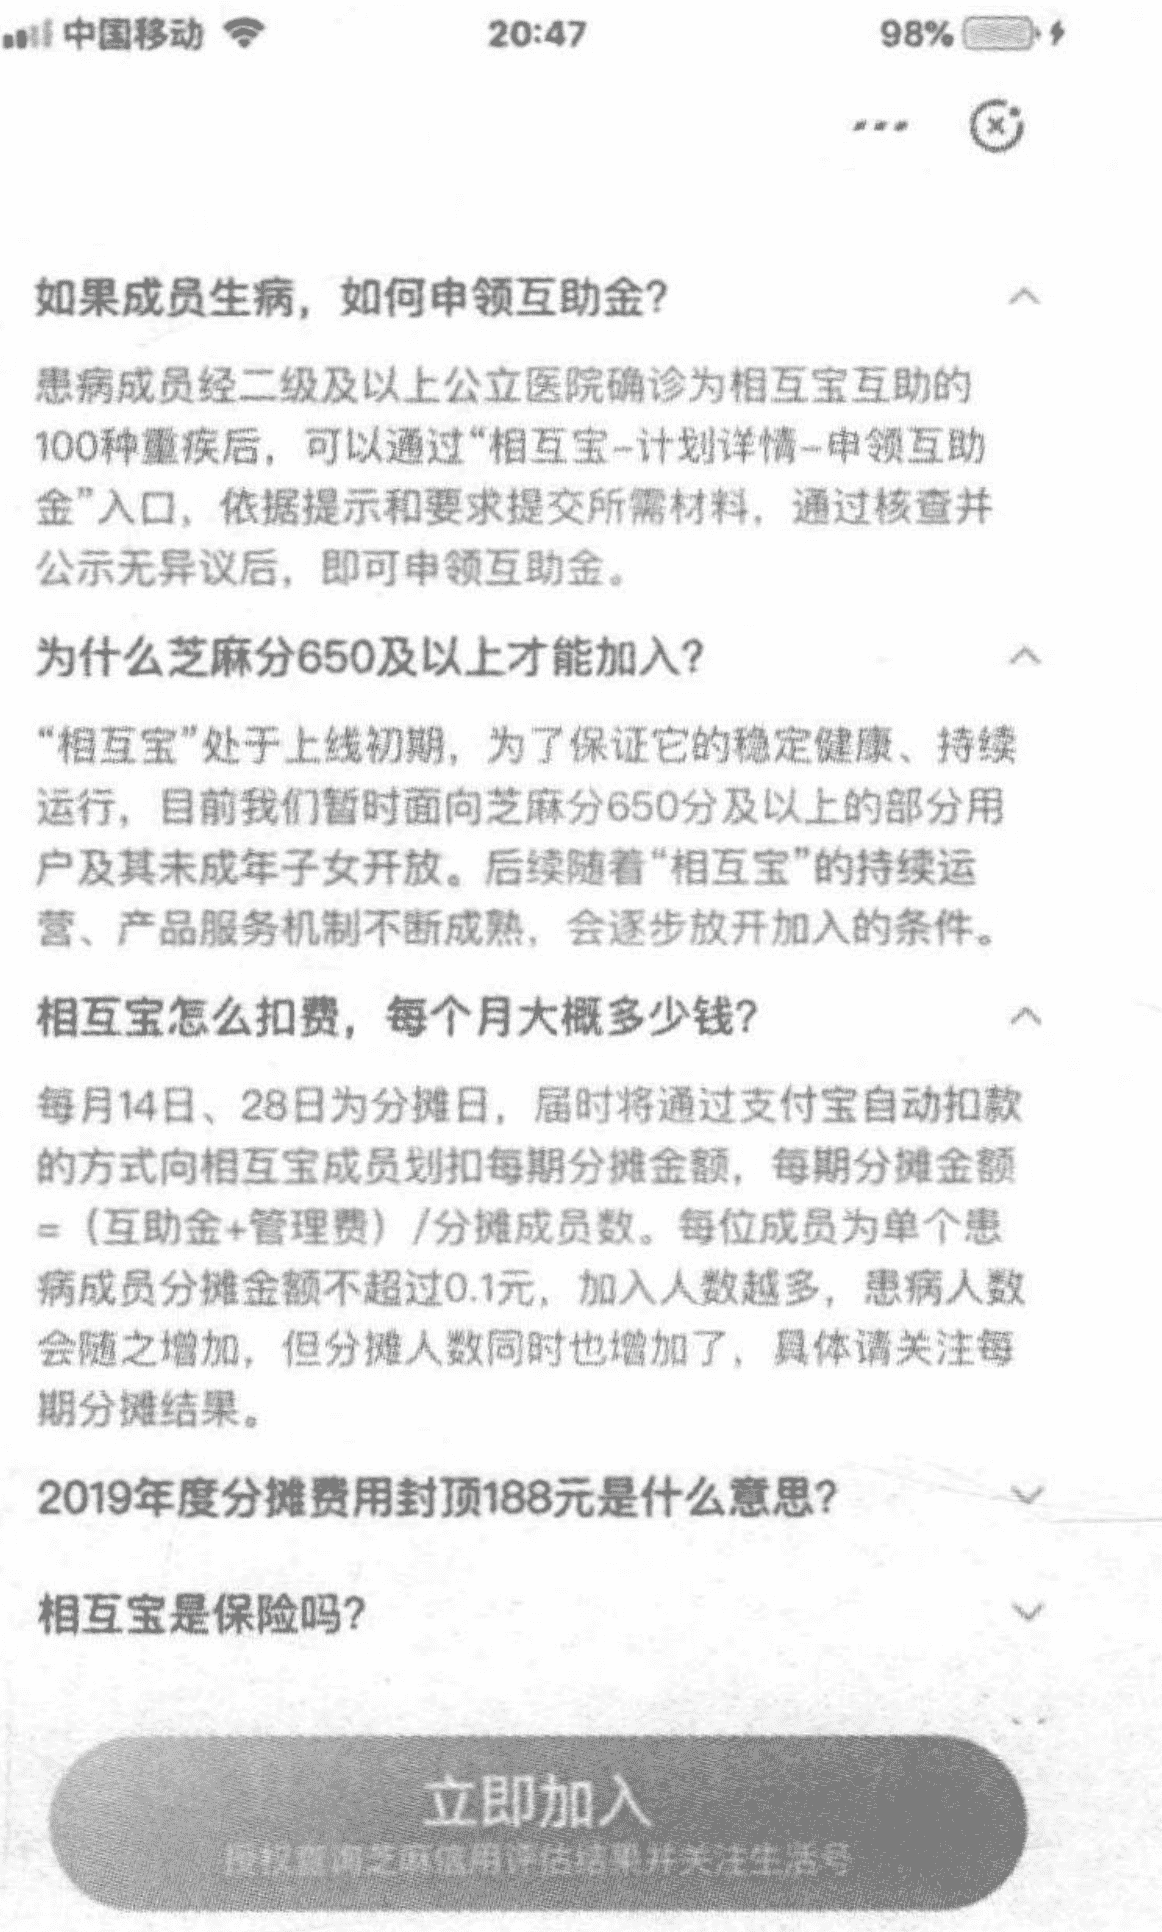 中国移动
20:47
98%
如果成员生病，如何申领互助金?
患病成员经二级及以上公立医院确诊为相互宝互助的
100种重疾后，可以通过“相互宝-计划详情-申领互助
金”入口，依据提示和要求提交所需材料，通过核查并
公示无异议后，即可申领互助金。
为什么芝麻分650及以上才能加入?
“相互宝”处于上线初期，为了保证它的稳定健康、持续
运行，目前我们暂时面向芝麻分650分及以上的部分用
户及其未成年子女开放。后续随着“相互宝”的持续运
营、产品服务机制不断成熟，会逐步放开加入的条件。
相互宝怎么扣费，每个月大概多少钱?
每月14日、28日为分摊日，届时将通过支付宝自动扣款
的方式向相互宝成员划扣每期分摊金额，每期分摊金额
=（互助金+管理费）/分摊成员数。每位成员为单个患
病成员分摊金额不超过0.1元，加入人数越多，患病人数
会随之增加，但分摊人数同时也增加了，具体请关注每
期分摊结果。
2019年度分摊费用封顶188元是什么意思?
相互宝是保险吗?
立即加入
授权查询芝麻信用评估结果并关注生活号